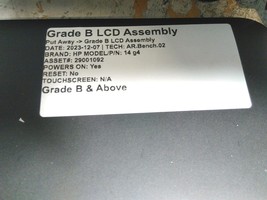 Grade B LCD Assembly
Put Away -> Grade B LCD Assembly
DATE: 2023-12-07 | TECH: AR.Bench.02
BRAND: HP MODEL/P/N: 14 g4
ASSET#: 29001092
POWERS ON: Yes
RESET: No
TOUCHSCREEN: N/A
Grade B & Above